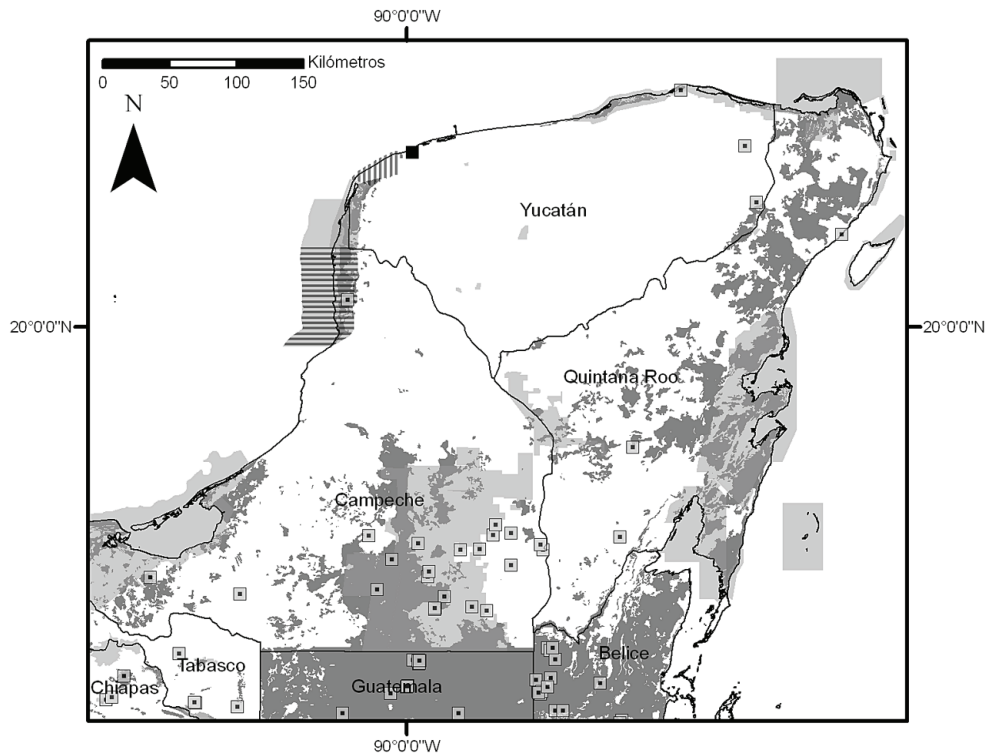 90°0'0"W
Kilómetros
0 50 100 150
N
Yucatán
20°0'0"N
20°0'0"N
Quintana Roo
Campeche
Belice
Tabasco
Chiapas
Guatemala
90°0'0"W